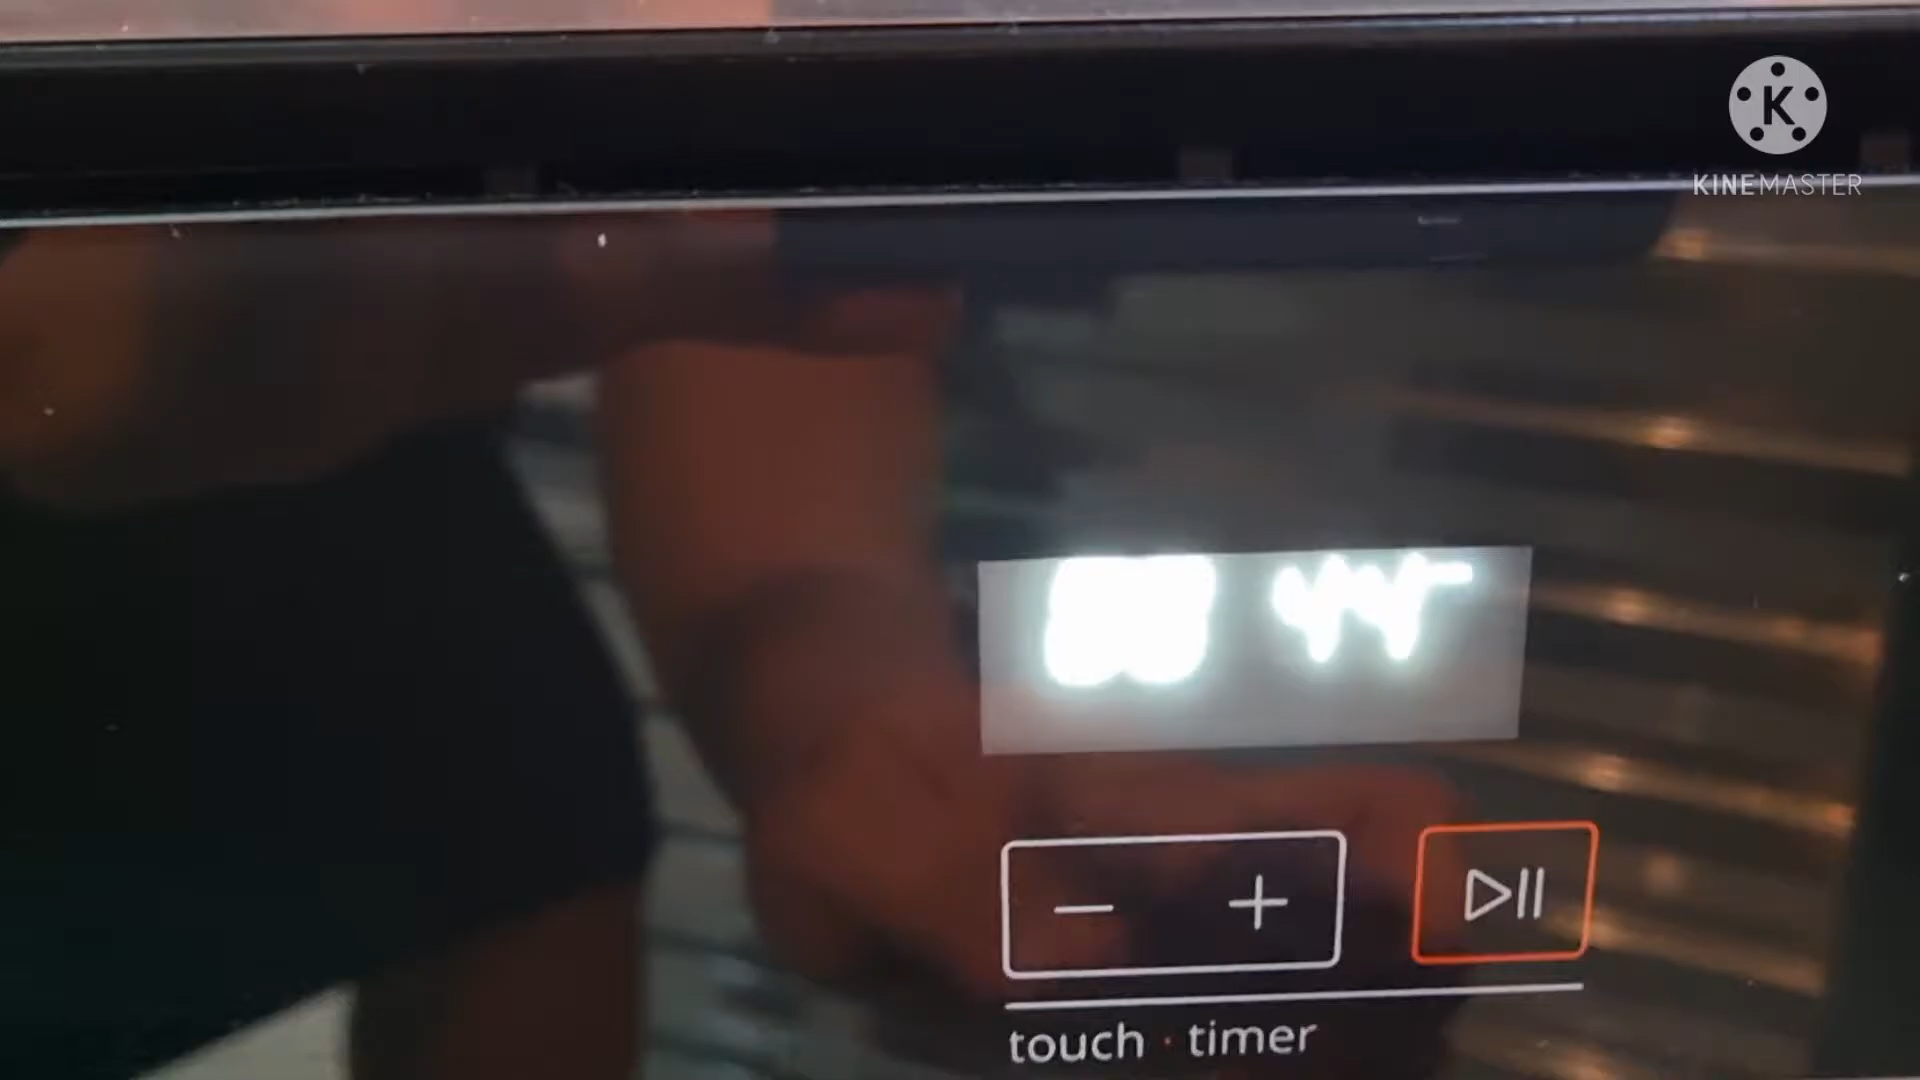 K
KINEMASTER
− +
touch · timer